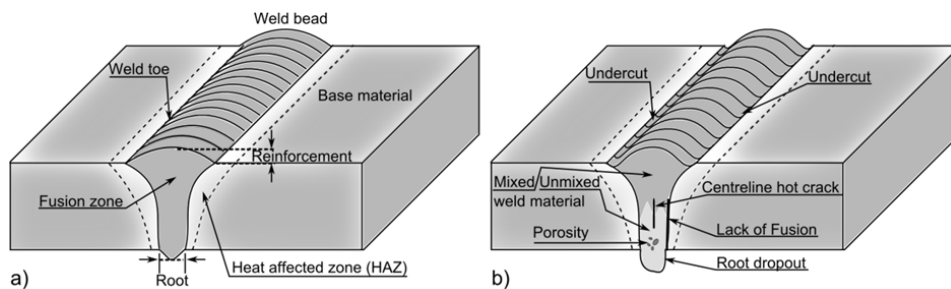 Weld bead
Weld toe
Base material
Reinforcement
Fusion zone
Heat affected zone (HAZ)
Root
a)
Undercut
Undercut
Mixed Unmixed
weld material
Centreline hot crack
Porosity
Lack of Fusion
Root dropout
b)